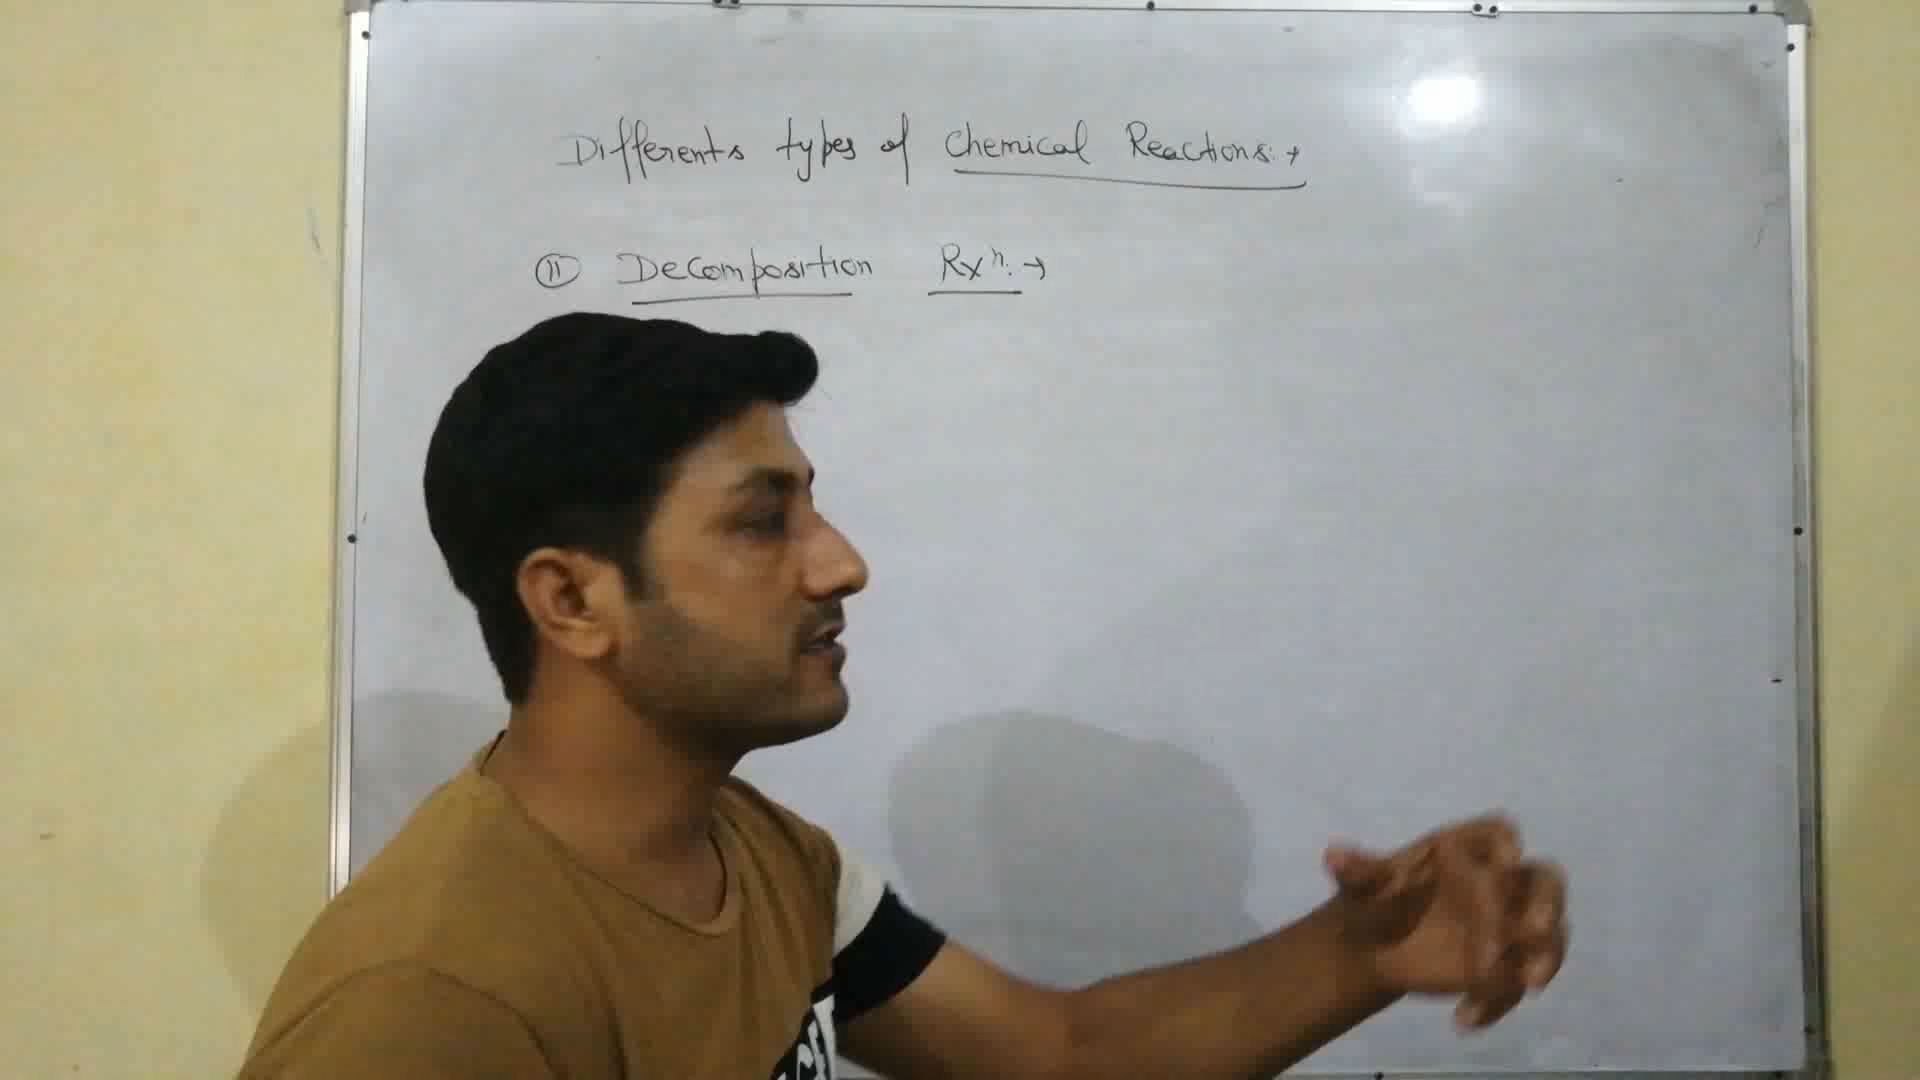 Differents types of Chemical Reactions:→
(II) Decomposition Rxⁿ.→